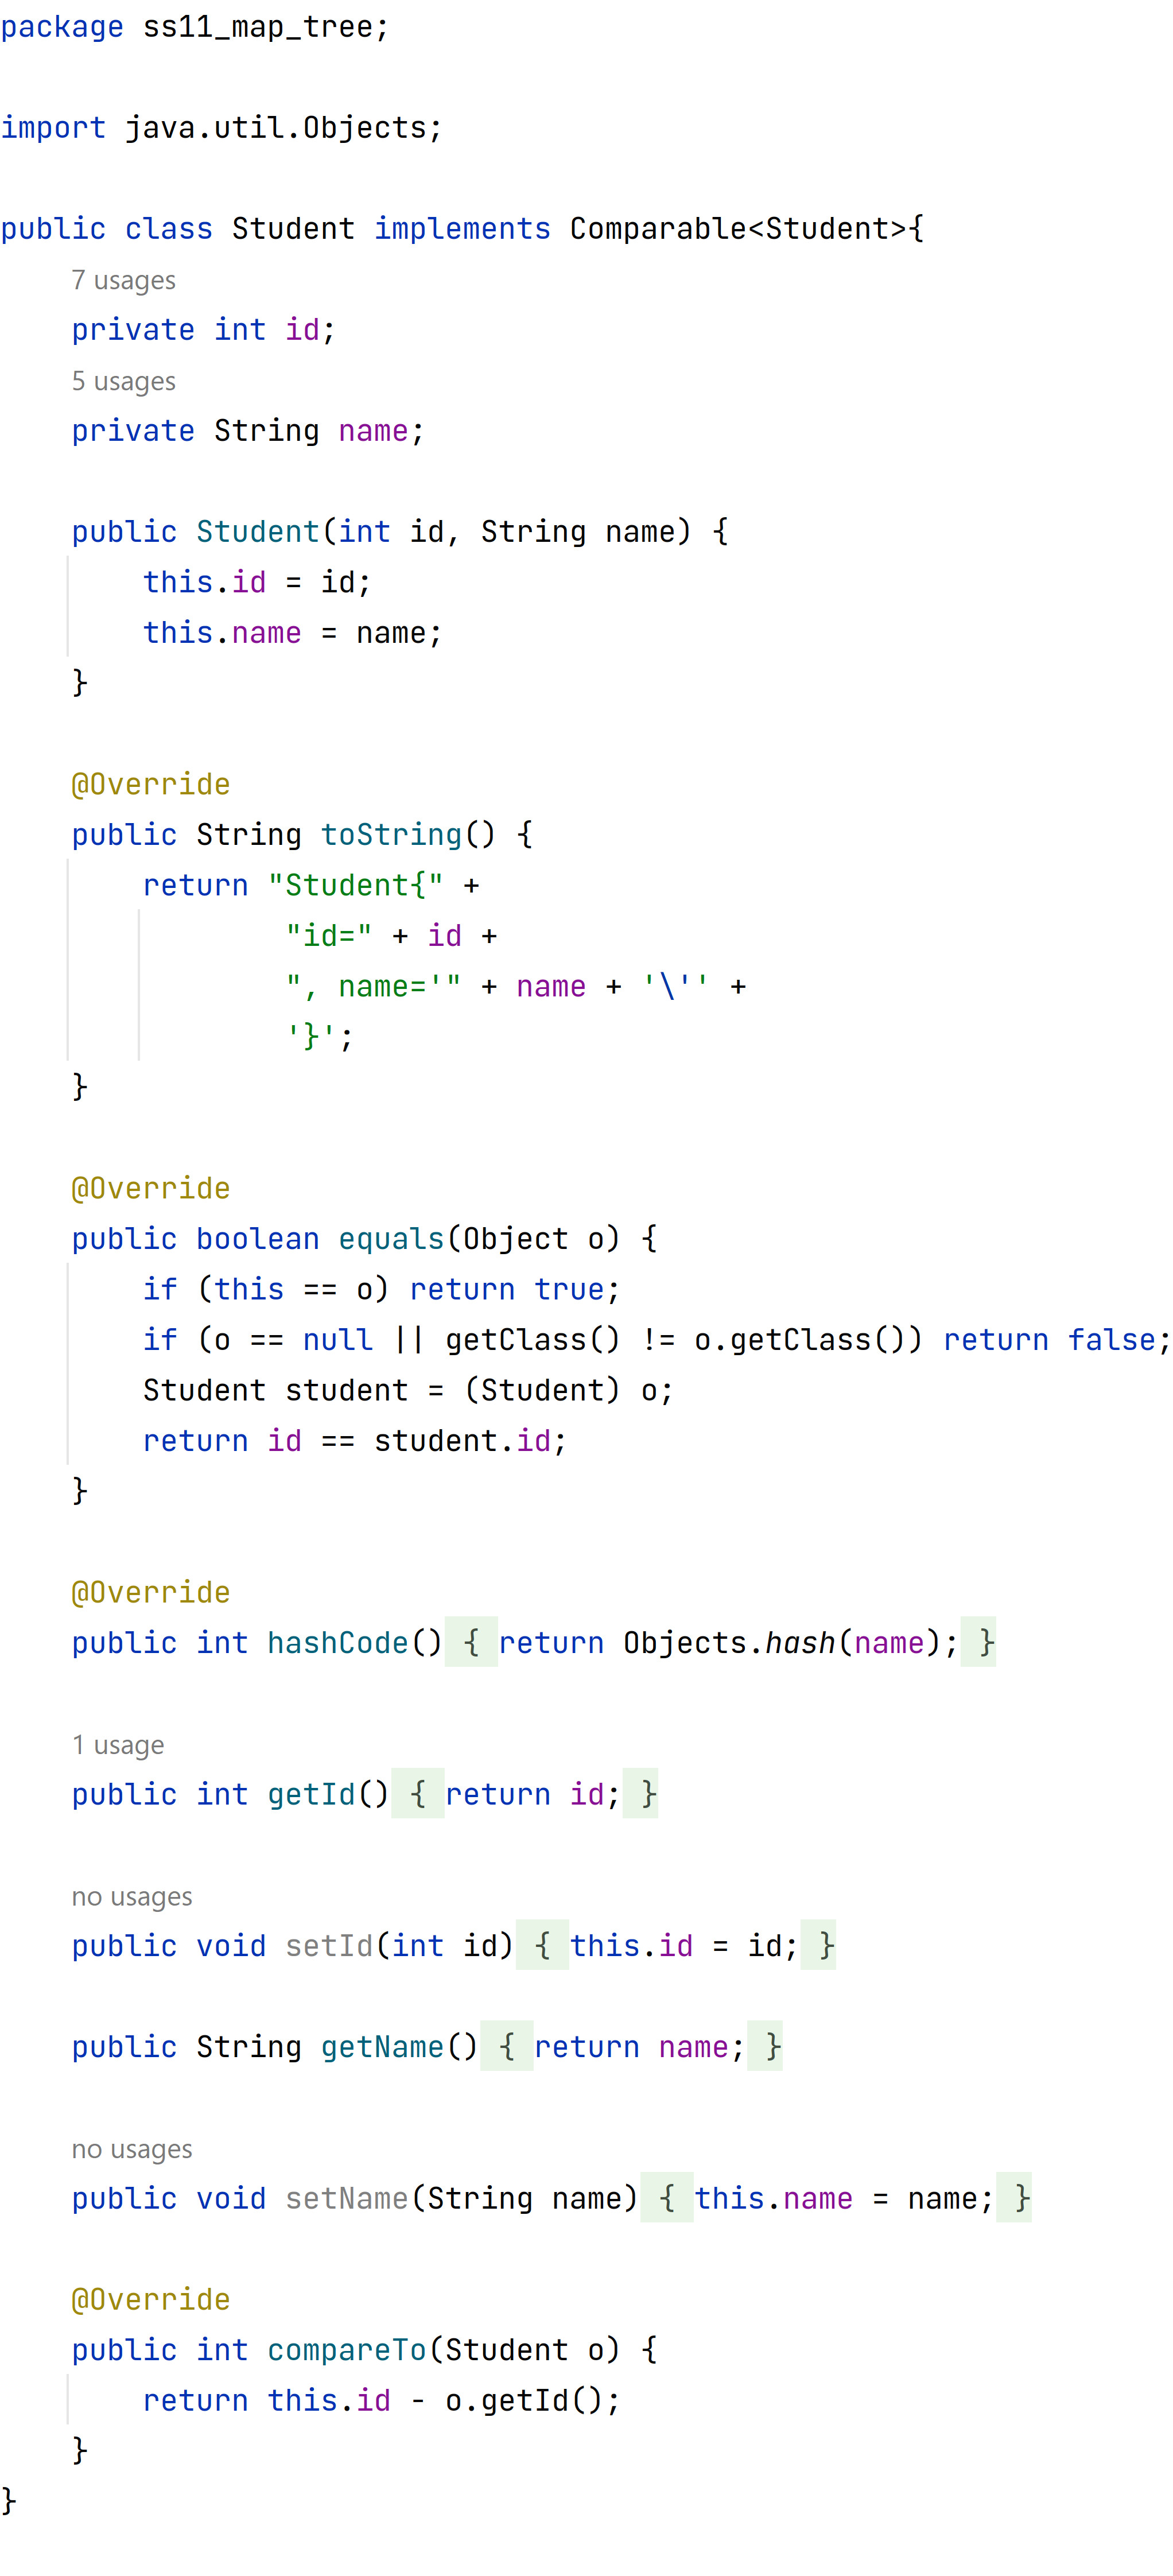 package ss11_map_tree;
import java.util.Objects;
public class Student implements Comparable<Student>{
7 usages
private int id;
5 usages
private String name;
public Student(int id, String name) {
this.id = id;
this.name = name;
}
@Override
public String toString() {
return "Student{" +
"id=" + id +
", name='" + name + '\'' +
'}';
}
@Override
public boolean equals(Object o) {
if (this == o) return true;
if (o == null || getClass() != o.getClass()) return false;
Student student = (Student) o;
return id == student.id;
}
@Override
public int hashCode() { return Objects.hash(name); }
1 usage
public int getId() { return id; }
no usages
public void setId(int id) { this.id = id; }
public String getName() { return name; }
no usages
public void setName(String name) { this.name = name; }
@Override
public int compareTo(Student o) {
return this.id - o.getId();
}
}